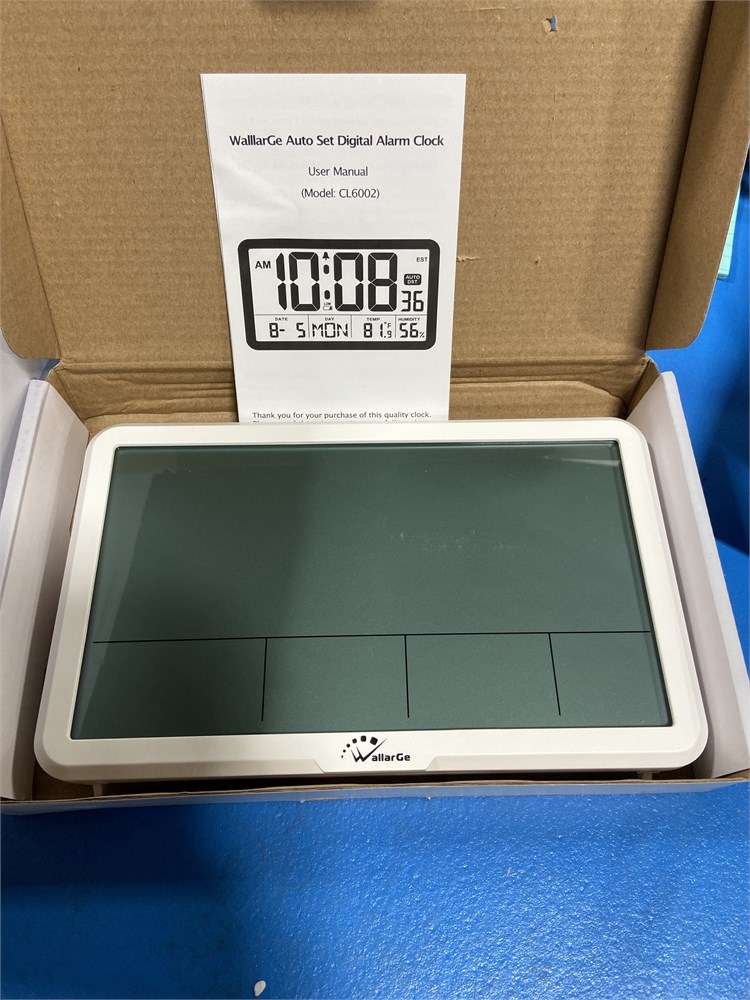 WalllarGe Auto Set Digital Alarm Clock
User Manual
(Model: CL6002)
AM 10:08 EST
AUTO
DST
36
LOW
DATE DAY TEMP HUMIDITY
8- 5 MON 81.9°F 56%
Thank you for your purchase of this quality clock.
WallarGe